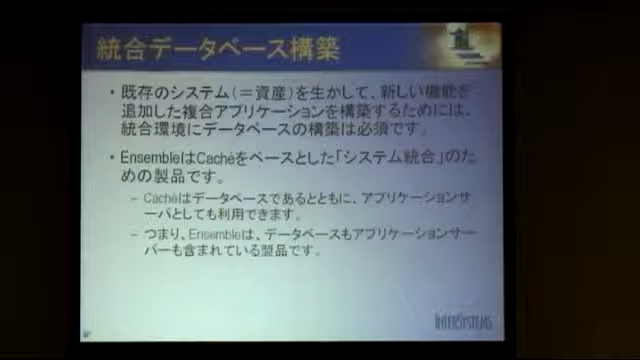 統合データベース構築
・既存のシステム(＝資産)を生かして、新しい機能を
追加した複合アプリケーションを構築するためには、
統合環境にデータベースの構築は必須です。
・EnsembleはCachéをベースとした「システム統合」のた
めの製品です。
– Cachéはデータベースであるとともに、アプリケーションサ
ーバとしても利用できます。
– つまり、Ensembleは、データベースもアプリケーションサー
バーも含まれている製品です。
INTERSYSTEMS